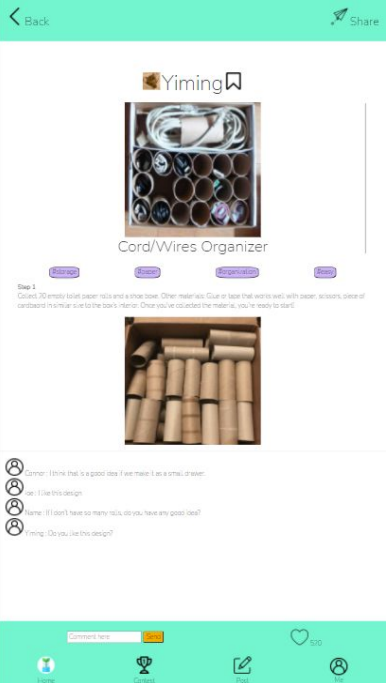 Back
Share
Yiming
Cord/Wires Organizer
#storage #paper #organization #easy
Step 1
Collect 30 empty toilet paper rolls and a shoe boxe. Other materials: Glue or tape that works well with paper, scissors, piece of
cardboard in similar size to the box's interior. Once you've collected the material, you're ready to start!
Connor : I think that is a good idea if we make it as a small drawer.
Joe : I like this design
Name : If I don't have so many rolls, do you have any good idea?
Yiming : Do you like this design?
Comment here
Send
520
Home
Contest
Post
Me